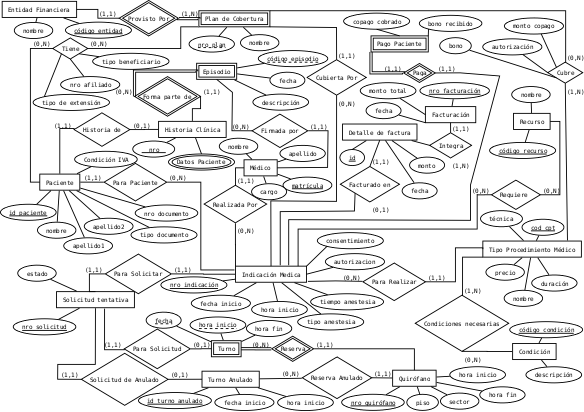 Entidad Financiera
(1,1)
Provisto Por
(1,N)
Plan de Cobertura
nombre
código entidad
nro plan
nombre
copago cobrado
bono recibido
monto copago
Pago Paciente
bono
autorización
(0,N)
Tiene
(0,N)
tipo beneficiario
código episodio
(1,1)
Episodio
fecha
Cubierta Por
(1,1)
Paga
(1,1)
(0,N)
Cubre
nro afiliado
(0,N)
Forma parte de
(1,1)
descripción
(0,N)
monto total
nro facturación
nombre
tipo de extensión
fecha
Facturación
Recurso
(1,1)
Historia de
(0,1)
Historia Clínica
(0,N)
Firmada por
(1,1)
Detalle de factura
(1,1)
Integra
nro
nombre
apellido
código recurso
Condición IVA
Datos Paciente
Médico
id
(1,1)
monto
(1,N)
Paciente
(1,1)
Para Paciente
(0,N)
(1,1)
cargo
matricula
Facturado en
fecha
(0,N)
Requiere
(0,N)
id paciente
nro documento
Realizada Por
(0,1)
técnica
cod cpt
nombre
apellido2
tipo documento
apellido1
(0,N)
consentimiento
Tipo Procedimiento Médico
estado
(1,1)
Para Solicitar
(1,1)
Indicación Medica
autorizacion
precio
duración
nro indicación
(0,N)
Para Realizar
(1,1)
(1,N)
nombre
Solicitud tentativa
fecha inicio
hora inicio
tiempo anestesia
tipo anestesia
nro solicitud
fecha
hora inicio
hora fin
Condiciones necesarias
código condición
(1,1)
Para Solicitud
(0,1)
Turno
(0,N)
Reserva
(1,1)
Condición
(0,N)
(1,1)
Solicitud de Anulado
(0,1)
Turno Anulado
(0,N)
Reserva Anulado
(1,1)
Quirófano
hora inicio
descripción
id turno anulado
fecha inicio
hora inicio
nro quirófano
piso
sector
hora fin